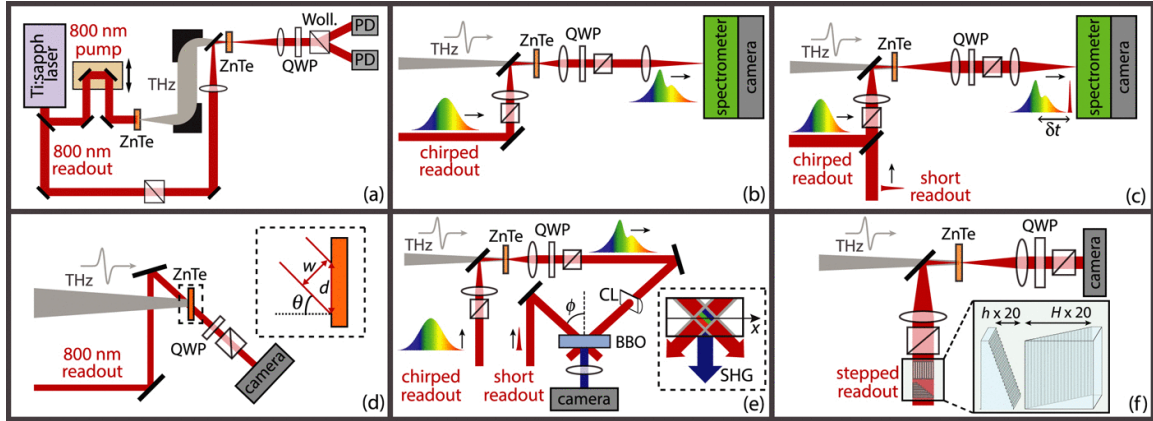 Ti:sapph
laser
800 nm
pump
THz
ZnTe
800 nm
readout
ZnTe
QWP
Woll.
PD
PD
(a)
THz
ZnTe
QWP
chirped
readout
spectrometer
camera
(b)
THz
ZnTe
QWP
chirped
readout
short
readout
δt
spectrometer
camera
(c)
THz
ZnTe
QWP
800 nm
readout
camera
w
d
θ
(d)
THz
ZnTe
QWP
chirped
readout
short
readout
ϕ
CL
BBO
camera
x
SHG
(e)
THz
ZnTe
QWP
camera
stepped
readout
h x 20
H x 20
(f)